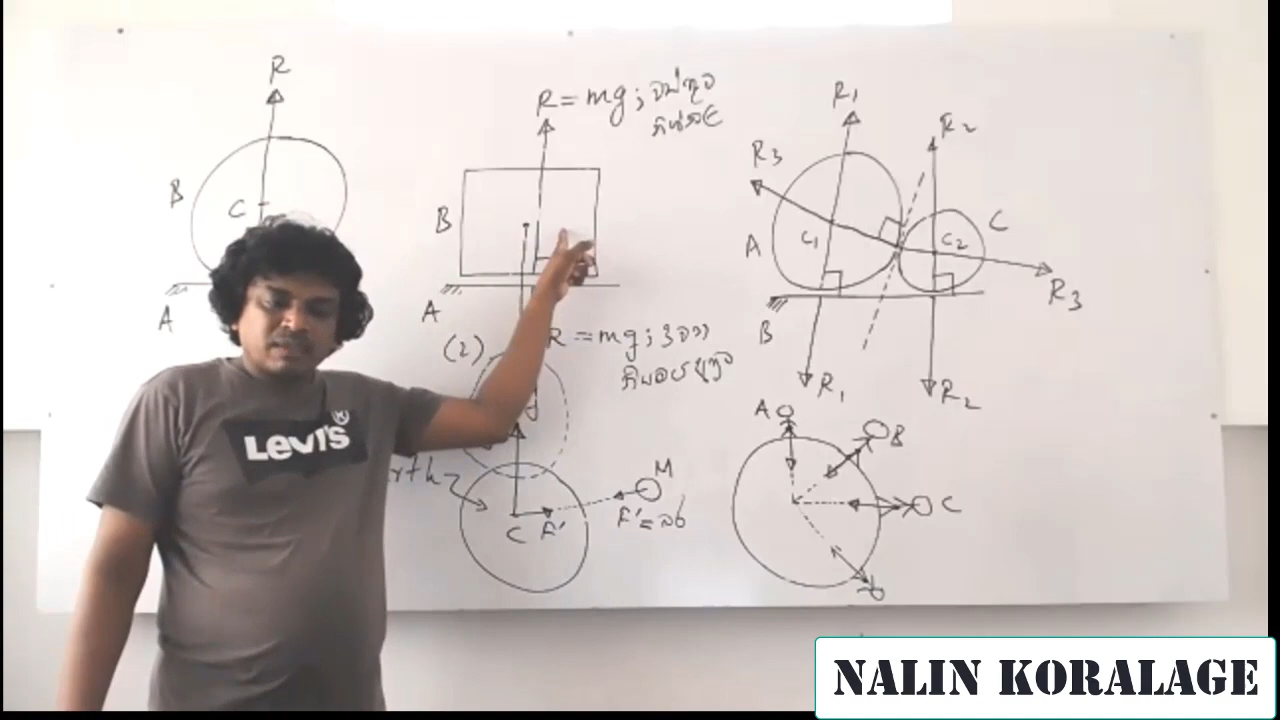 R
B
C
A
R = mg;
B
A
(2)
R = mg;
R₁
R₂
R₃
C
C₁
C₂
A
B
R₃
R₁
R₂
M
C
F'
F' =
A
B
C
LEVI'S
NALIN KORALAGE